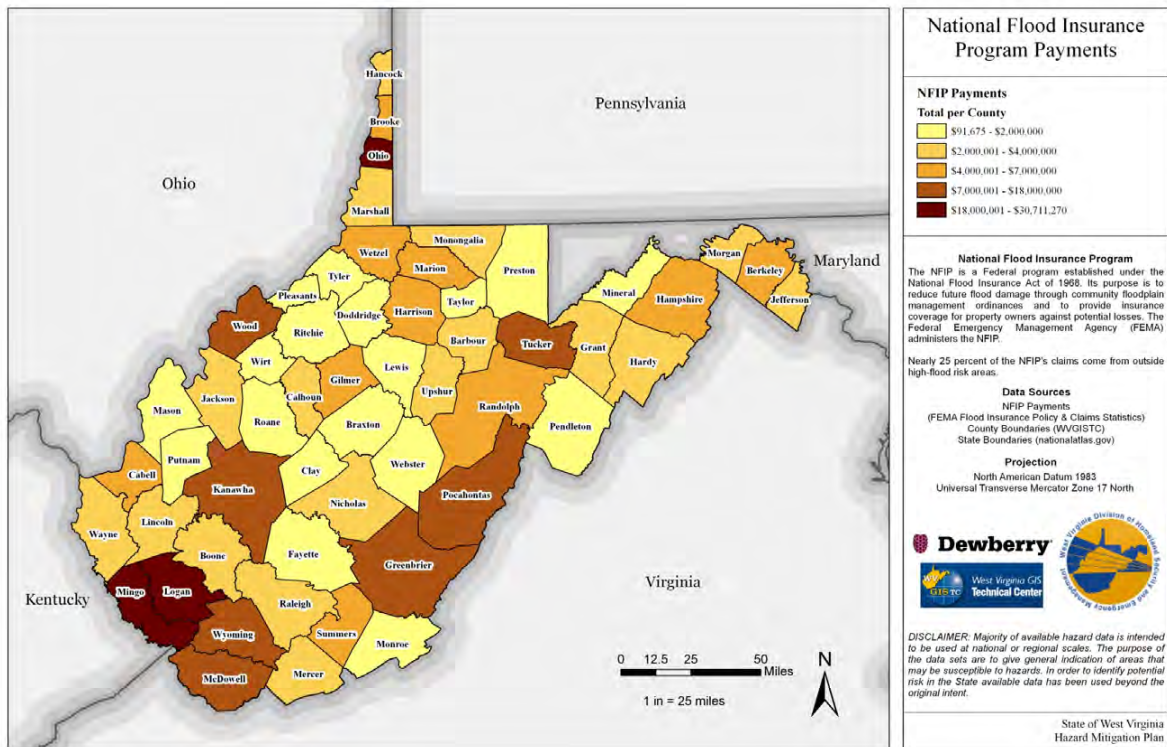 National Flood Insurance
Program Payments
NFIP Payments
Total per County
$91,675 - $2,000,000
$2,000,001 - $4,000,000
$4,000,001 - $7,000,000
$7,000,001 - $18,000,000
$18,000,001 - $30,711,270
National Flood Insurance Program
The NFIP is a Federal program established under the
National Flood Insurance Act of 1968. Its purpose is to
reduce future flood damage through community floodplain
management ordinances and to provide insurance
coverage for property owners against potential losses. The
Federal Emergency Management Agency (FEMA)
administers the NFIP.
Nearly 25 percent of the NFIP's claims come from outside
high-flood risk areas.
Data Sources
NFIP Payments
(FEMA Flood Insurance Policy & Claims Statistics)
County Boundaries (WVGISTC)
State Boundaries (nationalatlas.gov)
Projection
North American Datum 1983
Universal Transverse Mercator Zone 17 North
Dewberry
WV
GISTC
West Virginia GIS
Technical Center
West Virginia Division of Homeland Security and Emergency Management
DISCLAIMER: Majority of available hazard data is intended
to be used at national or regional scales. The purpose of
the data sets are to give general indication of areas that
may be susceptible to hazards. In order to identify potential
risk in the State available data has been used beyond the
original intent.
State of West Virginia
Hazard Mitigation Plan
Hancock
Pennsylvania
Brooke
Ohio
Ohio
Marshall
Monongalia
Wetzel
Marion
Preston
Morgan
Maryland
Berkeley
Jefferson
Tyler
Pleasants
Taylor
Mineral
Hampshire
Doddridge
Harrison
Wood
Ritchie
Barbour
Tucker
Grant
Hardy
Wirt
Lewis
Gilmer
Upshur
Jackson
Calhoun
Randolph
Mason
Roane
Braxton
Pendleton
Putnam
Clay
Webster
Cabell
Kanawha
Pocahontas
Nicholas
Lincoln
Wayne
Boone
Fayette
Greenbrier
Virginia
Kentucky
Mingo
Logan
Raleigh
Wyoming
Summers
Monroe
McDowell
Mercer
0 12.5 25 50
Miles
1 in = 25 miles
N